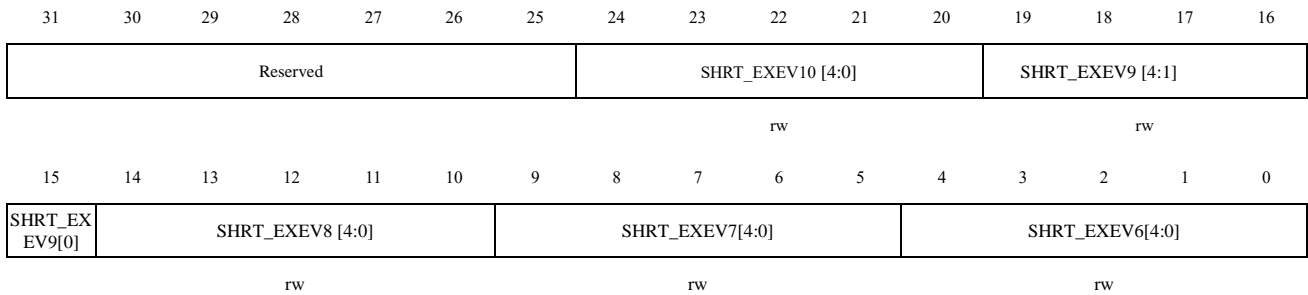 31 30 29 28 27 26 25 24 23 22 21 20 19 18 17 16
Reserved SHRT_EXEV10 [4:0] SHRT_EXEV9 [4:1]
rw rw
15 14 13 12 11 10 9 8 7 6 5 4 3 2 1 0
SHRT_EX
EV9[0] SHRT_EXEV8 [4:0] SHRT_EXEV7[4:0] SHRT_EXEV6[4:0]
rw rw rw